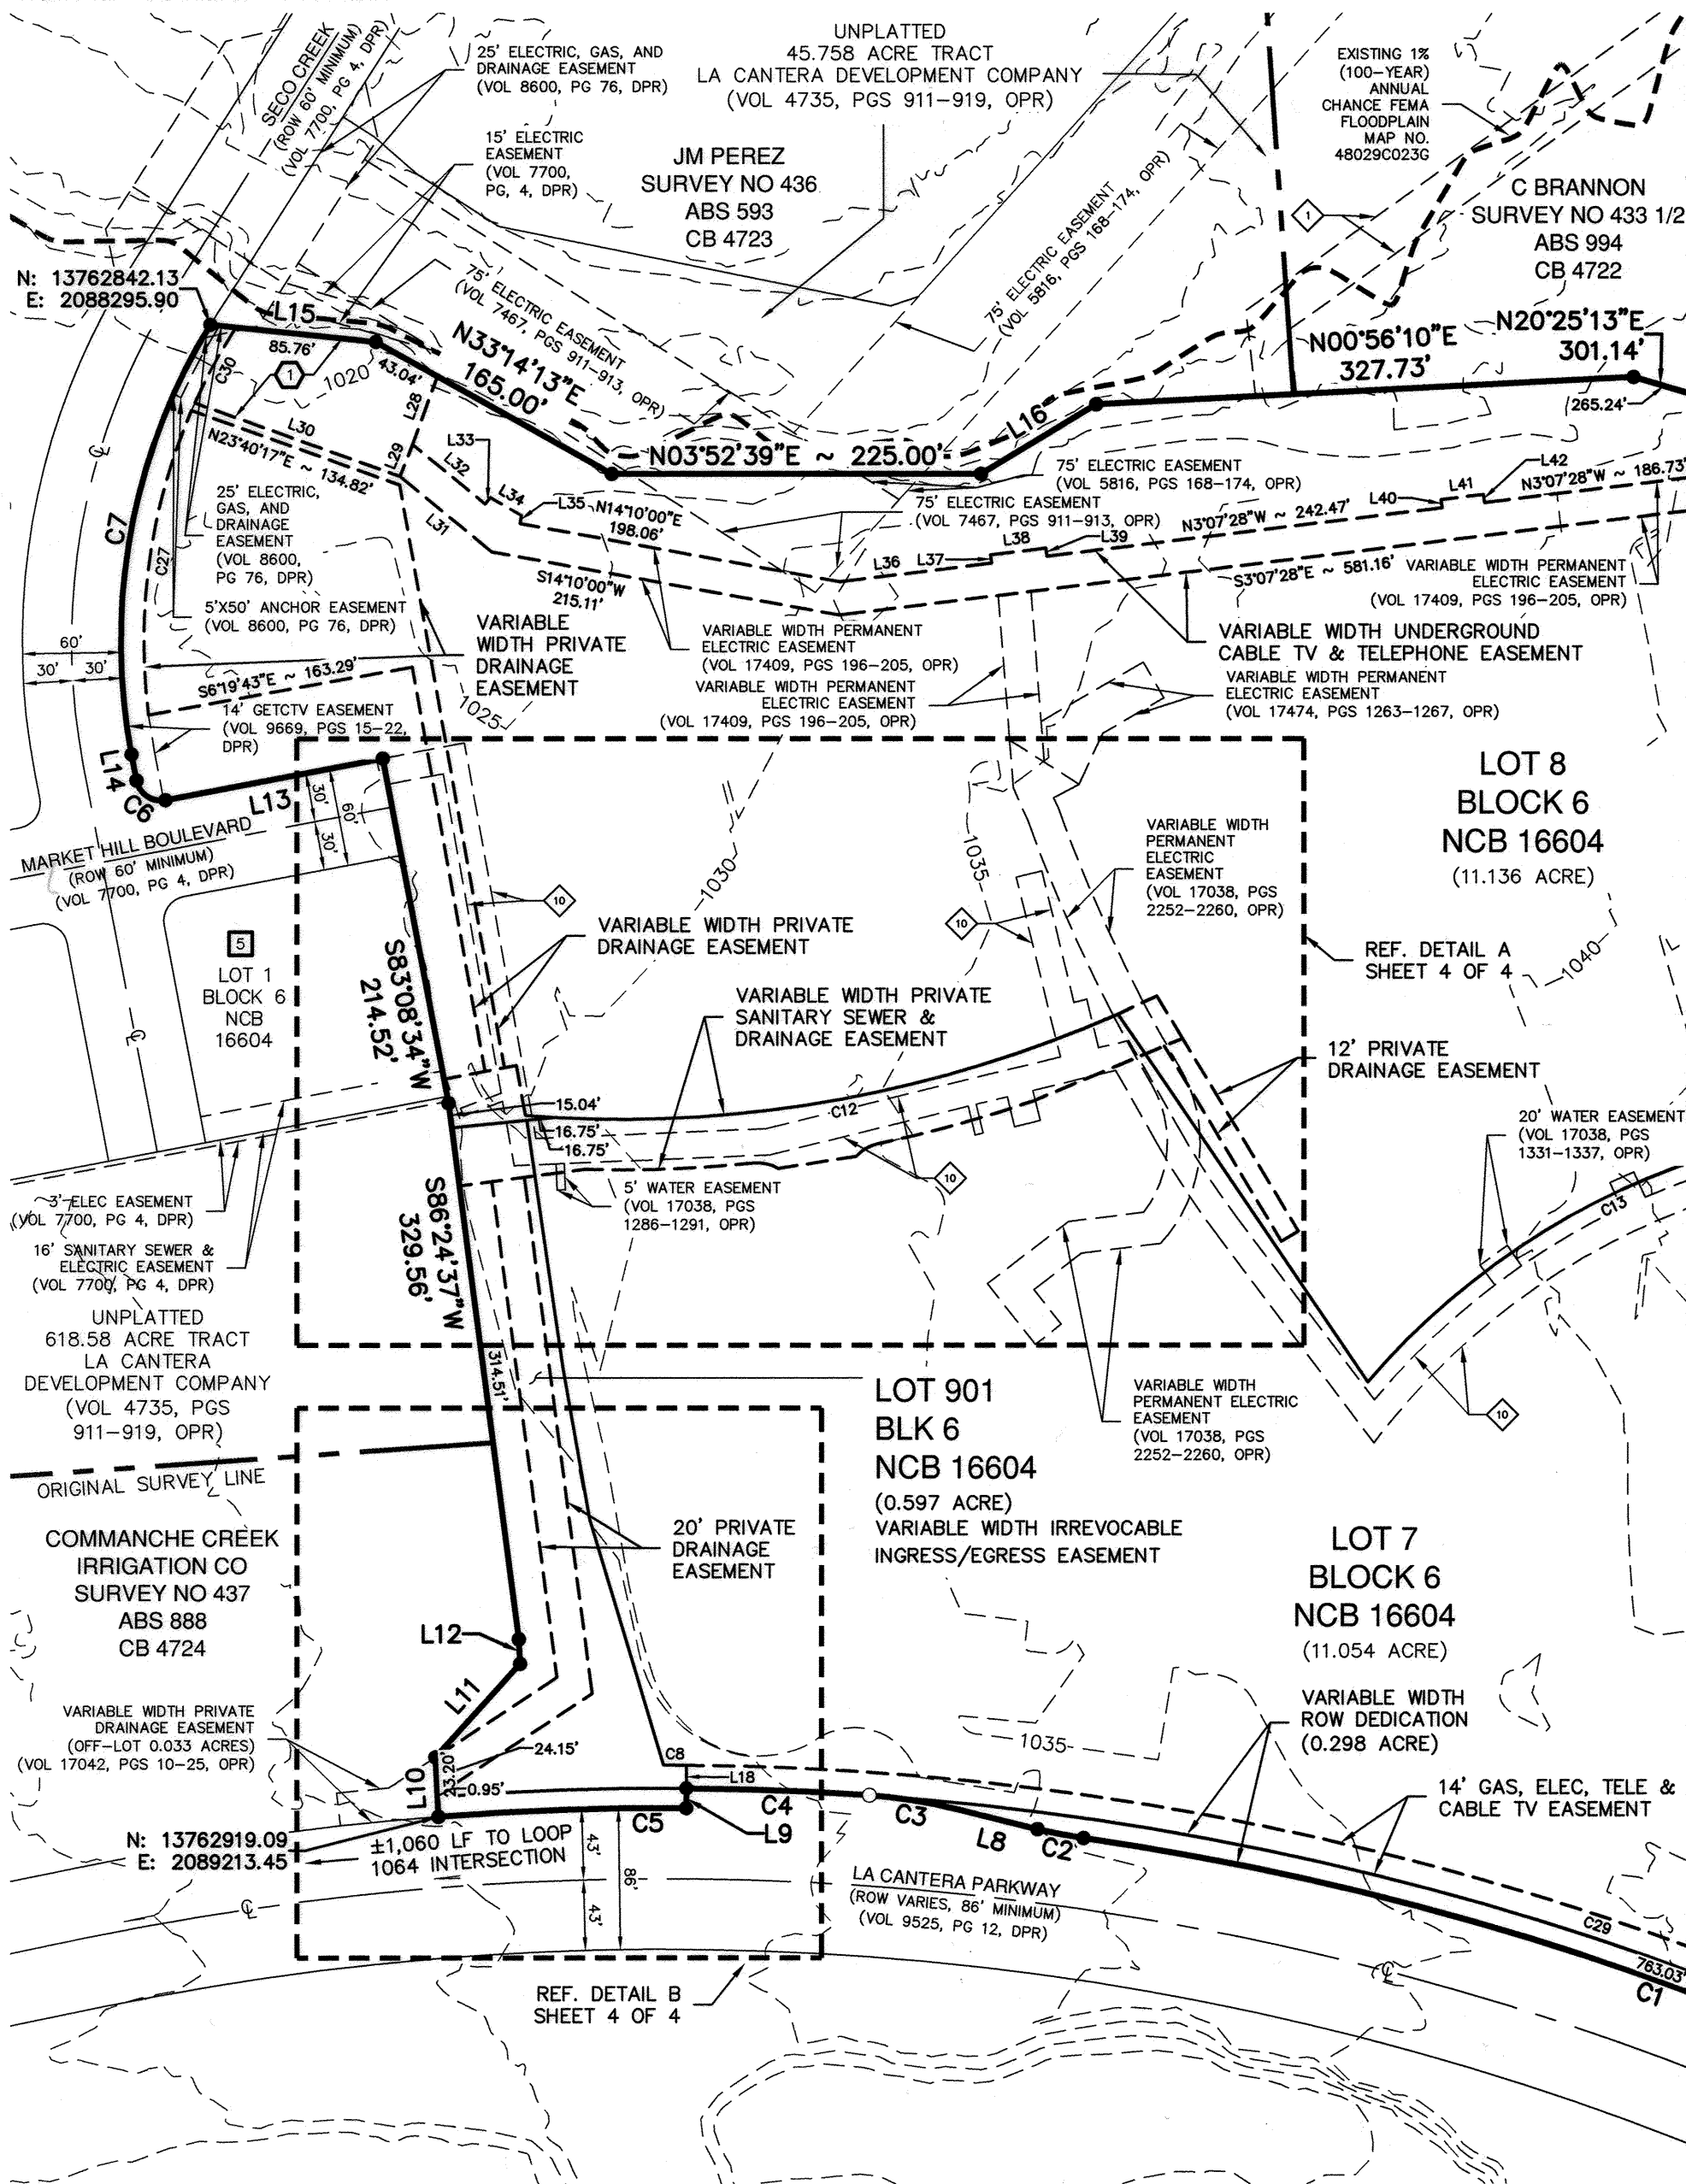 SECO CREEK
(ROW 60' MINIMUM)
(VOL 7700, PG 4, DPR)
25' ELECTRIC, GAS, AND
DRAINAGE EASEMENT
(VOL 8600, PG 76, DPR)
15' ELECTRIC
EASEMENT
(VOL 7700,
PG, 4, DPR)
UNPLATTED
45.758 ACRE TRACT
LA CANTERA DEVELOPMENT COMPANY
(VOL 4735, PGS 911-919, OPR)
JM PEREZ
SURVEY NO 436
ABS 593
CB 4723
EXISTING 1%
(100-YEAR)
ANNUAL
CHANCE FEMA
FLOODPLAIN
MAP NO.
48029C023G
1
C BRANNON
SURVEY NO 433 1/2
ABS 994
CB 4722
75' ELECTRIC EASEMENT
(VOL 5816, PGS 168-174, OPR)
N: 13762842.13
E: 2088295.90
L15
85.76'
75' ELECTRIC EASEMENT
(VOL 7467, PGS 911-913, OPR)
N33°14'13"E
165.00'
43.04'
1
1020
C30
L28
L30
N23°40'17"E ~ 134.82'
L29
L33
L32
L34
L35
L31
N14°10'00"E
198.06'
S14°10'00"W
215.11'
N03°52'39"E ~ 225.00'
L16
N00°56'10"E
327.73'
N20°25'13"E
301.14'
265.24'
75' ELECTRIC EASEMENT
(VOL 5816, PGS 168-174, OPR)
75' ELECTRIC EASEMENT
(VOL 7467, PGS 911-913, OPR)
L36
L37
L38
L39
N3°07'28"W ~ 242.47'
L40
L41
L42
N3°07'28"W ~ 186.73'
S3°07'28"E ~ 581.16'
VARIABLE WIDTH PERMANENT
ELECTRIC EASEMENT
(VOL 17409, PGS 196-205, OPR)
C7
C27
25' ELECTRIC,
GAS, AND
DRAINAGE
EASEMENT
(VOL 8600,
PG 76, DPR)
5'X50' ANCHOR EASEMENT
(VOL 8600, PG 76, DPR)
60'
30'
30'
VARIABLE
WIDTH PRIVATE
DRAINAGE
EASEMENT
VARIABLE WIDTH PERMANENT
ELECTRIC EASEMENT
(VOL 17409, PGS 196-205, OPR)
VARIABLE WIDTH PERMANENT
ELECTRIC EASEMENT
(VOL 17409, PGS 196-205, OPR)
VARIABLE WIDTH UNDERGROUND
CABLE TV & TELEPHONE EASEMENT
VARIABLE WIDTH PERMANENT
ELECTRIC EASEMENT
(VOL 17474, PGS 1263-1267, OPR)
S6°19'43"E ~ 163.29'
14' GETCTV EASEMENT
(VOL 9669, PGS 15-22,
DPR)
1025
L14
C6
L13
30'
30'
60'
MARKET HILL BOULEVARD
(ROW 60' MINIMUM)
(VOL 7700, PG 4, DPR)
LOT 8
BLOCK 6
NCB 16604
(11.136 ACRE)
1030
1035
VARIABLE WIDTH
PERMANENT
ELECTRIC
EASEMENT
(VOL 17038, PGS
2252-2260, OPR)
10
10
REF. DETAIL A
SHEET 4 OF 4
1040
5
LOT 1
BLOCK 6
NCB
16604
VARIABLE WIDTH PRIVATE
DRAINAGE EASEMENT
S83°08'34"W
214.52'
VARIABLE WIDTH PRIVATE
SANITARY SEWER &
DRAINAGE EASEMENT
12' PRIVATE
DRAINAGE EASEMENT
C12
15.04'
16.75'
16.75'
10
20' WATER EASEMENT
(VOL 17038, PGS
1331-1337, OPR)
C13
5' WATER EASEMENT
(VOL 17038, PGS
1286-1291, OPR)
3' ELEC EASEMENT
(VOL 7700, PG 4, DPR)
16' SANITARY SEWER &
ELECTRIC EASEMENT
(VOL 7700, PG 4, DPR)
S86°24'37"W
329.56'
314.51'
UNPLATTED
618.58 ACRE TRACT
LA CANTERA
DEVELOPMENT COMPANY
(VOL 4735, PGS
911-919, OPR)
LOT 901
BLK 6
NCB 16604
(0.597 ACRE)
VARIABLE WIDTH IRREVOCABLE
INGRESS/EGRESS EASEMENT
VARIABLE WIDTH
PERMANENT ELECTRIC
EASEMENT
(VOL 17038, PGS
2252-2260, OPR)
10
ORIGINAL SURVEY LINE
COMMANCHE CREEK
IRRIGATION CO
SURVEY NO 437
ABS 888
CB 4724
20' PRIVATE
DRAINAGE
EASEMENT
LOT 7
BLOCK 6
NCB 16604
(11.054 ACRE)
L12
L11
VARIABLE WIDTH PRIVATE
DRAINAGE EASEMENT
(OFF-LOT 0.033 ACRES)
(VOL 17042, PGS 10-25, OPR)
VARIABLE WIDTH
ROW DEDICATION
(0.298 ACRE)
1035
24.15'
C8
L18
L10
23.20'
0.95'
C5
C4
L9
C3
L8
C2
14' GAS, ELEC, TELE &
CABLE TV EASEMENT
N: 13762919.09
E: 2089213.45
±1,060 LF TO LOOP
1064 INTERSECTION
43'
43'
86'
LA CANTERA PARKWAY
(ROW VARIES, 86' MINIMUM)
(VOL 9525, PG 12, DPR)
C29
763.03'
C1
REF. DETAIL B
SHEET 4 OF 4